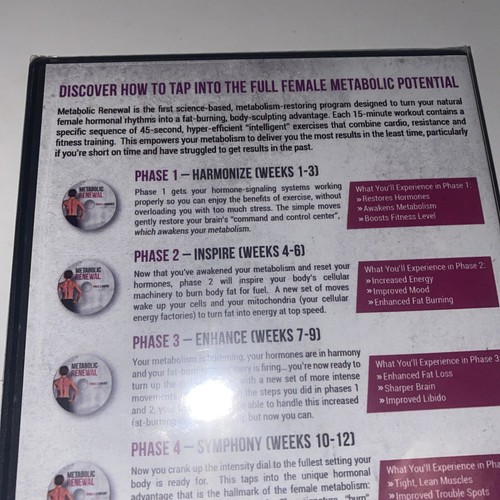 DISCOVER HOW TO TAP INTO THE FULL FEMALE METABOLIC POTENTIAL
Metabolic Renewal is the first science-based, metabolism-restoring program designed to turn your natural
female hormonal rhythms into a fat-burning, body-sculpting advantage. Each 15-minute workout contains a
specific sequence of 45-second, hyper-efficient "intelligent" exercises that combine cardio, resistance and
fitness training. This empowers your metabolism to deliver you the most results in the least time, particularly
if you're short on time and have struggled to get results in the past.
METABOLIC
RENEWAL
PHASE 1 – HARMONIZE (WEEKS 1-3)
Phase 1 gets your hormone-signaling systems working
properly so you can enjoy the benefits of exercise, without
overloading you with too much stress. The simple moves
gently restore your brain's "command and control center",
which awakens your metabolism.
What You'll Experience in Phase 1:
»Restores Hormones
»Awakens Metabolism
»Boosts Fitness Level
METABOLIC
RENEWAL
PHASE 2 – INSPIRE (WEEKS 4-6)
Now that you've awakened your metabolism and reset your
hormones, phase 2 will inspire your body's cellular
machinery to burn body fat for fuel. A new set of moves
wake up your cells and your mitochondria (your cellular
energy factories) to turn fat into energy at top speed.
What You'll Experience in Phase 2:
»Increased Energy
»Improved Mood
»Enhanced Fat Burning
METABOLIC
RENEWAL
PHASE 3 – ENHANCE (WEEKS 7-9)
Your metabolism is humming, your hormones are in harmony
and your fat-burning is firing...you're now ready to
turn up the with a new set of more intense
movements the steps you did in phases 1
and 2, you able to handle this increased
fat-burning but now you can.
What You'll Experience in Phase 3
»Enhanced Fat Loss
»Sharper Brain
»Improved Libido
METABOLIC
RENEWAL
PHASE 4 – SYMPHONY (WEEKS 10-12)
Now you crank up the intensity dial to the fullest setting your
body is ready for. This taps into the unique hormonal
advantage that is the hallmark of the female metabolism:
"burn"
What You'll Experience in Pha
»Tight, Lean Muscles
»Improved Trouble Spots